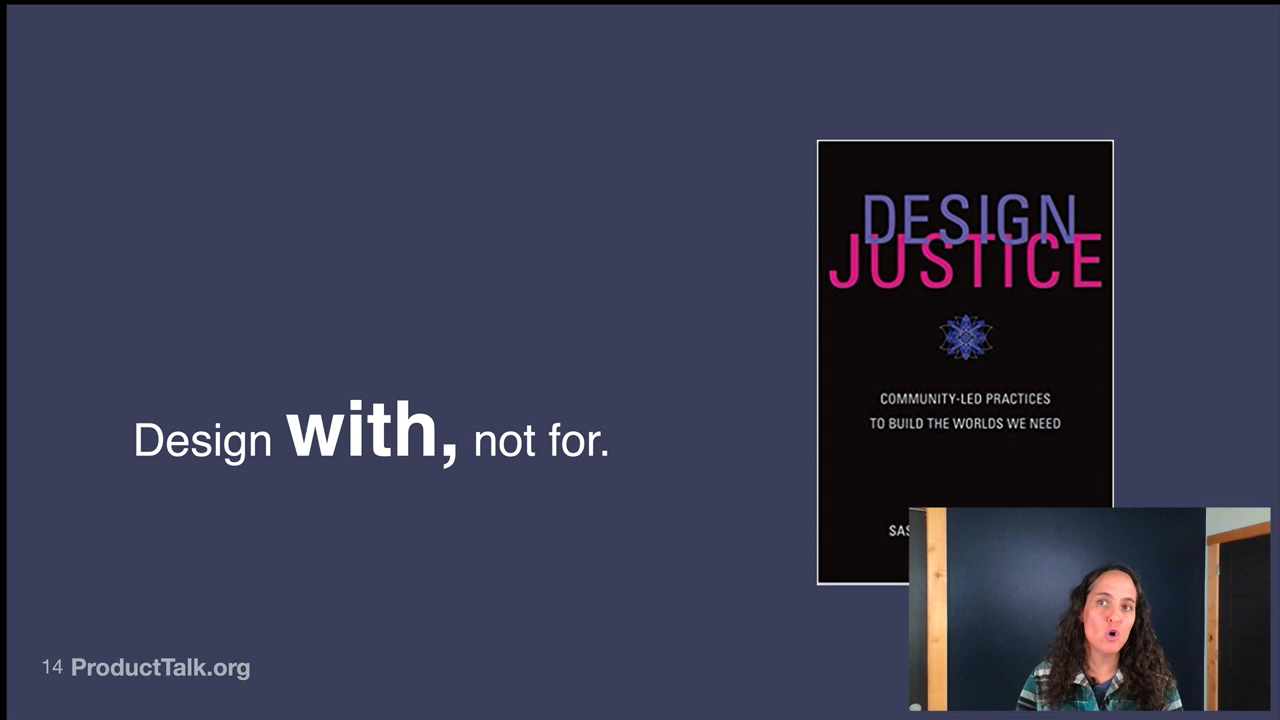 DESIGN
JUSTICE
COMMUNITY-LED PRACTICES
TO BUILD THE WORLDS WE NEED
Design with, not for.
14 ProductTalk.org